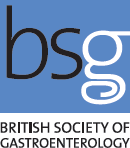 bsg
BRITISH SOCIETY OF
GASTROENTEROLOGY